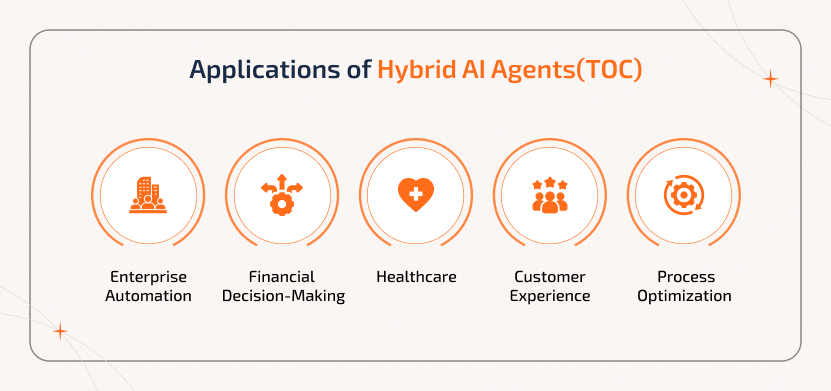 Applications of Hybrid AI Agents(TOC)
Enterprise
Automation
Financial
Decision-Making
Healthcare
Customer
Experience
Process
Optimization